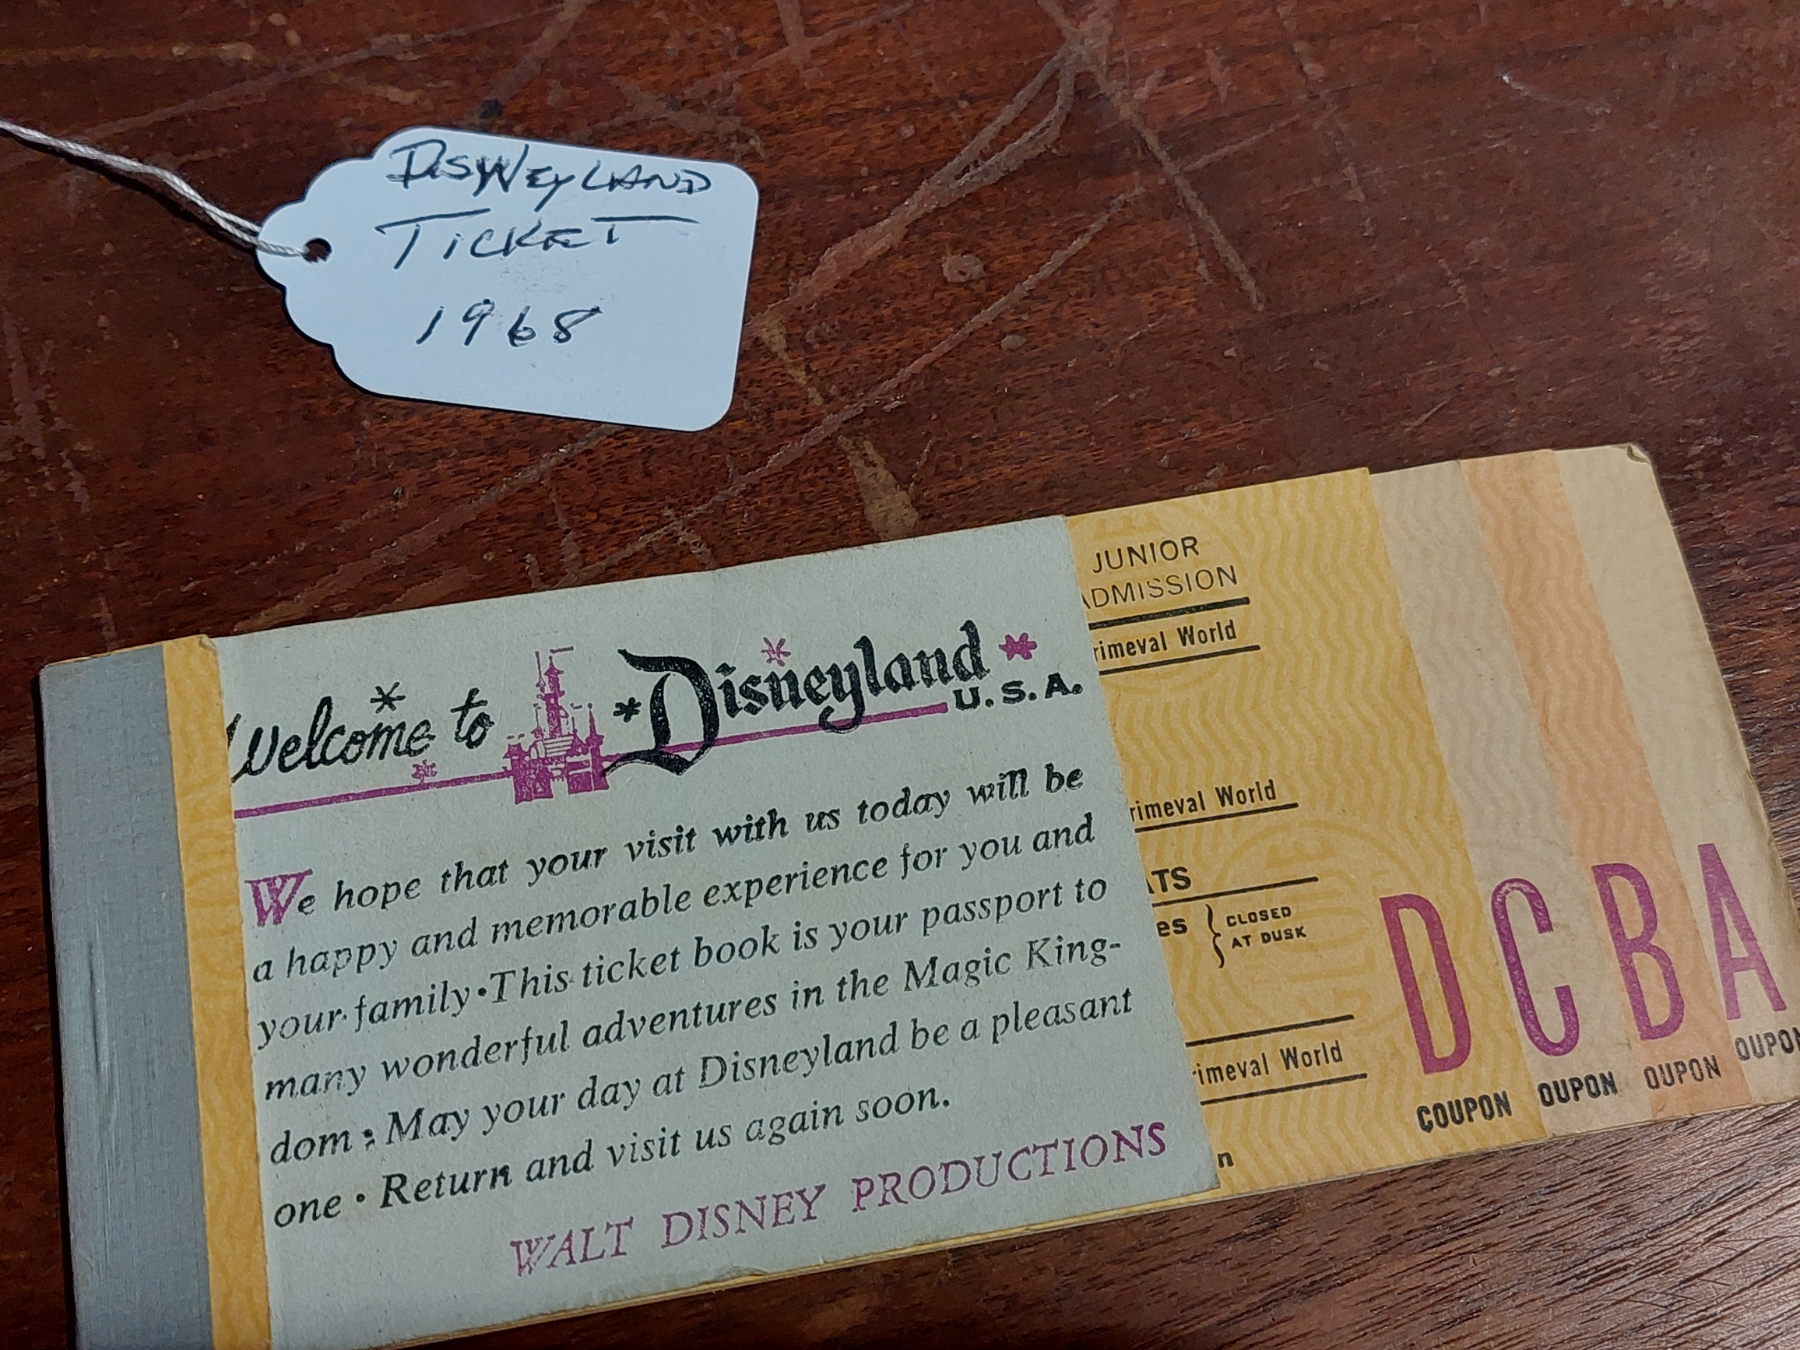 DISNEYLAND
TICKET
1968
Welcome to Disneyland
U.S.A.
We hope that your visit with us today will be
a happy and memorable experience for you and
your family • This ticket book is your passport to
many wonderful adventures in the Magic King-
dom • May your day at Disneyland be a pleasant
one • Return and visit us again soon.
WALT DISNEY PRODUCTIONS
JUNIOR
ADMISSION
rimeval World
rimeval World
ATS
es } CLOSED
AT DUSK
rimeval World
n
D C B A
COUPON OUPON OUPON OUPON